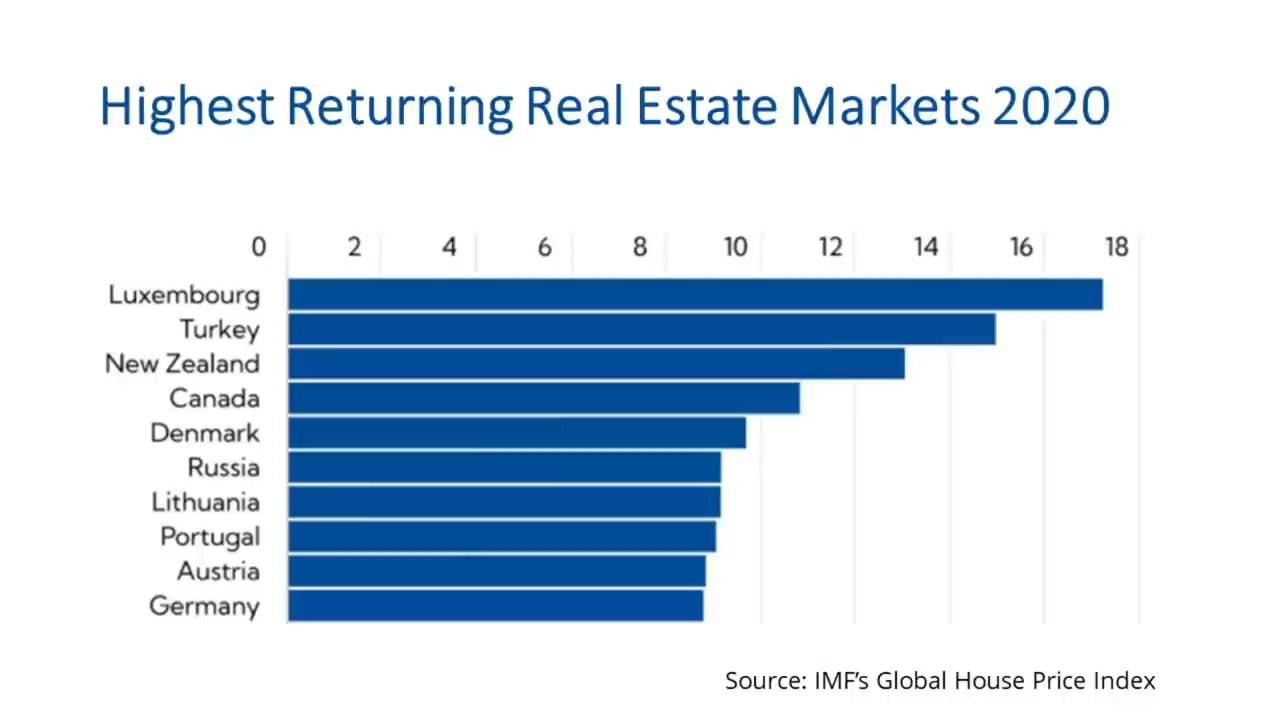 Highest Returning Real Estate Markets 2020
0 2 4 6 8 10 12 14 16 18
Luxembourg
Turkey
New Zealand
Canada
Denmark
Russia
Lithuania
Portugal
Austria
Germany
Source: IMF's Global House Price Index